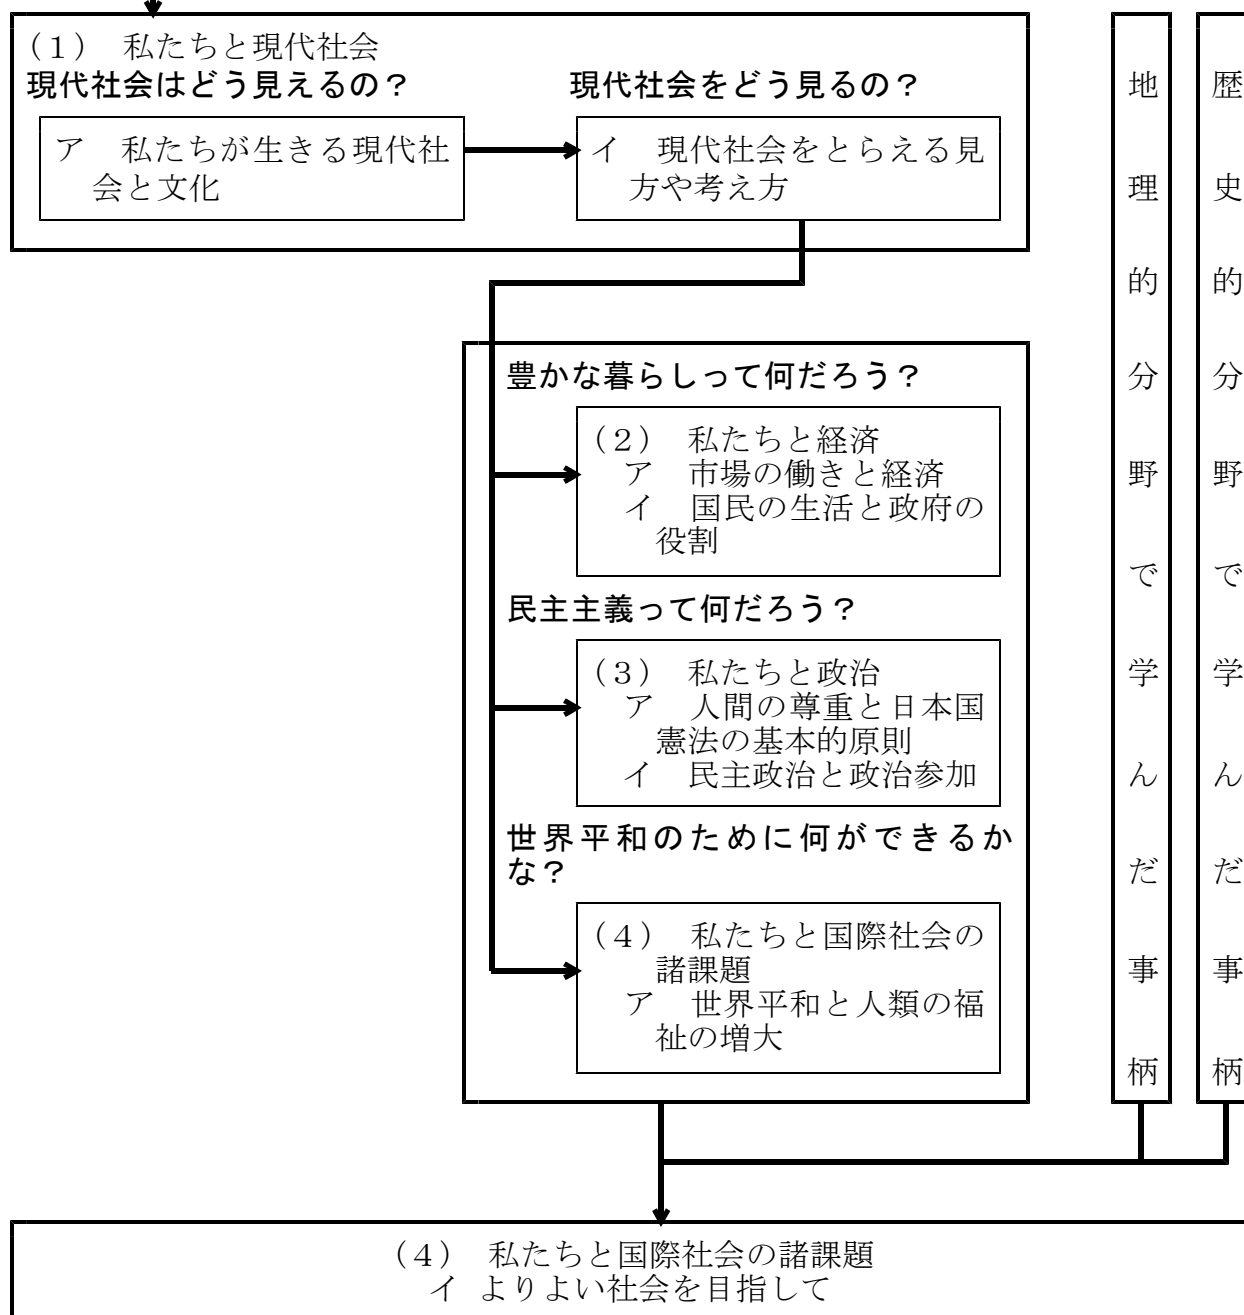 (1) 私たちと現代社会
現代社会はどう見えるの？
現代社会をどう見るの？
ア 私たちが生きる現代社
会と文化
イ 現代社会をとらえる見
方や考え方
豊かな暮らしって何だろう？
(2) 私たちと経済
ア 市場の働きと経済
イ 国民の生活と政府の
役割
民主主義って何だろう？
(3) 私たちと政治
ア 人間の尊重と日本国
憲法の基本的原則
イ 民主政治と政治参加
世界平和のために何ができるか
な？
(4) 私たちと国際社会の
諸課題
ア 世界平和と人類の福
祉の増大
地理的分野で学んだ事柄
歴史的分野で学んだ事柄
(4) 私たちと国際社会の諸課題
イ よりよい社会を目指して